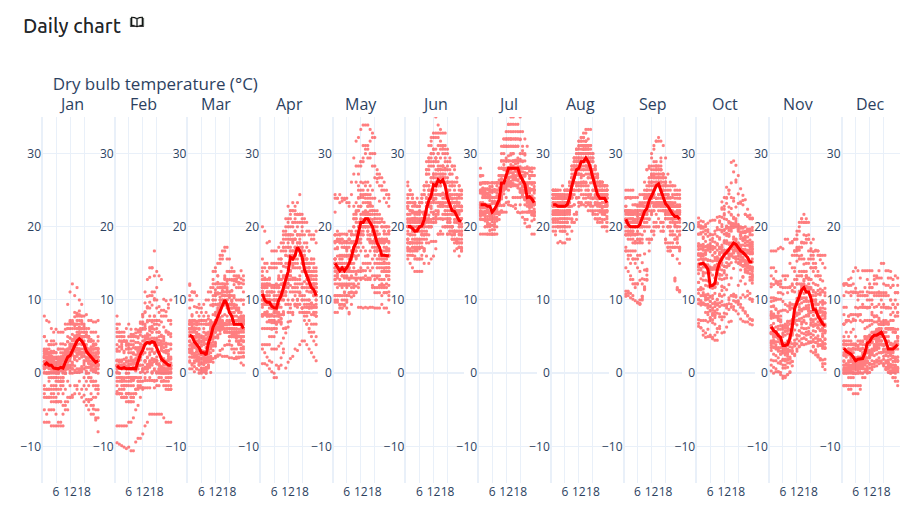 Daily chart
Dry bulb temperature (°C)
Jan Feb Mar Apr May Jun Jul Aug Sep Oct Nov Dec
30 30 30 30 30 30 30 30 30 30 30 30
20 20 20 20 20 20 20 20 20 20 20 20
10 10 10 10 10 10 10 10 10 10 10 10
0 0 0 0 0 0 0 0 0 0 0 0
−10 −10 −10 −10 −10 −10 −10 −10 −10 −10 −10 −10
6 1218 6 1218 6 1218 6 1218 6 1218 6 1218 6 1218 6 1218 6 1218 6 1218 6 1218 6 1218